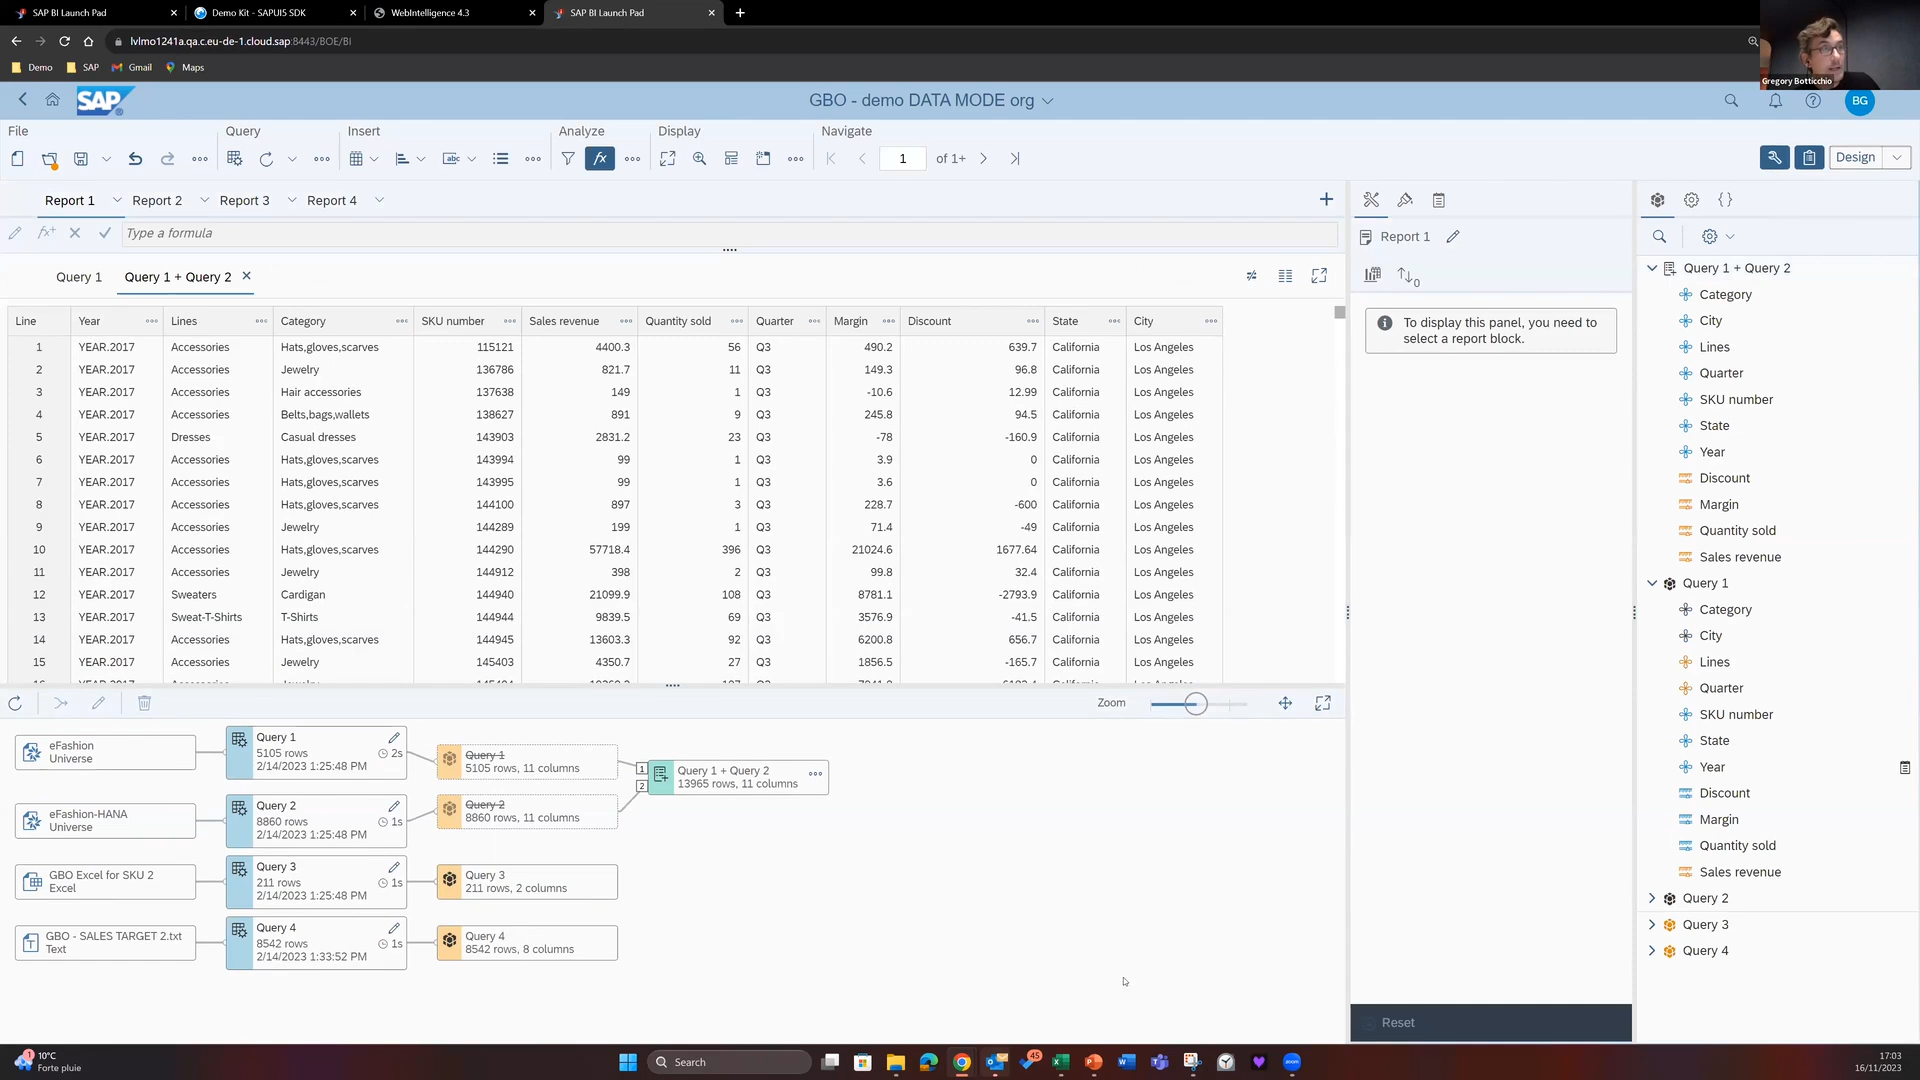 SAP BI Launch Pad
Demo Kit - SAPUI5 SDK
WebIntelligence 4.3
SAP BI Launch Pad
lvlmo1241a.qa.c.eu-de-1.cloud.sap:8443/BOE/BI
Demo SAP Gmail Maps
Gregory Botticchio
SAP
GBO - demo DATA MODE org
BG
File Query Insert Analyze Display Navigate
fx 1 of 1+ Design
Report 1 Report 2 Report 3 Report 4
Type a formula
Query 1 Query 1 + Query 2
Line Year Lines Category SKU number Sales revenue Quantity sold Quarter Margin Discount State City
1 YEAR.2017 Accessories Hats,gloves,scarves 115121 4400.3 56 Q3 490.2 639.7 California Los Angeles
2 YEAR.2017 Accessories Jewelry 136786 821.7 11 Q3 149.3 96.8 California Los Angeles
3 YEAR.2017 Accessories Hair accessories 137638 149 1 Q3 -10.6 12.99 California Los Angeles
4 YEAR.2017 Accessories Belts,bags,wallets 138627 891 9 Q3 245.8 94.5 California Los Angeles
5 YEAR.2017 Dresses Casual dresses 143903 2831.2 23 Q3 -78 -160.9 California Los Angeles
6 YEAR.2017 Accessories Hats,gloves,scarves 143994 99 1 Q3 3.9 0 California Los Angeles
7 YEAR.2017 Accessories Hats,gloves,scarves 143995 99 1 Q3 3.6 0 California Los Angeles
8 YEAR.2017 Accessories Hats,gloves,scarves 144100 897 3 Q3 228.7 -600 California Los Angeles
9 YEAR.2017 Accessories Jewelry 144289 199 1 Q3 71.4 -49 California Los Angeles
10 YEAR.2017 Accessories Hats,gloves,scarves 144290 57718.4 396 Q3 21024.6 1677.64 California Los Angeles
11 YEAR.2017 Accessories Jewelry 144912 398 2 Q3 99.8 32.4 California Los Angeles
12 YEAR.2017 Sweaters Cardigan 144940 21099.9 108 Q3 8781.1 -2793.9 California Los Angeles
13 YEAR.2017 Sweat-T-Shirts T-Shirts 144944 9839.5 69 Q3 3576.9 -41.5 California Los Angeles
14 YEAR.2017 Accessories Hats,gloves,scarves 144945 13603.3 92 Q3 6200.8 656.7 California Los Angeles
15 YEAR.2017 Accessories Jewelry 145403 4350.7 27 Q3 1856.5 -165.7 California Los Angeles
Zoom
eFashion
Universe
Query 1
5105 rows
2s
2/14/2023 1:25:48 PM
Query 1
5105 rows, 11 columns
1
2
Query 1 + Query 2
13965 rows, 11 columns
eFashion-HANA
Universe
Query 2
8860 rows
1s
2/14/2023 1:25:48 PM
Query 2
8860 rows, 11 columns
GBO Excel for SKU 2
Excel
Query 3
211 rows
1s
2/14/2023 1:25:48 PM
Query 3
211 rows, 2 columns
GBO - SALES TARGET 2.txt
Text
Query 4
8542 rows
1s
2/14/2023 1:33:52 PM
Query 4
8542 rows, 8 columns
Report 1
0
To display this panel, you need to
select a report block.
Reset
Query 1 + Query 2
Category
City
Lines
Quarter
SKU number
State
Year
Discount
Margin
Quantity sold
Sales revenue
Query 1
Category
City
Lines
Quarter
SKU number
State
Year
Discount
Margin
Quantity sold
Sales revenue
Query 2
Query 3
Query 4
1
10°C
Forte pluie
Search
45
zoom
17:03
16/11/2023